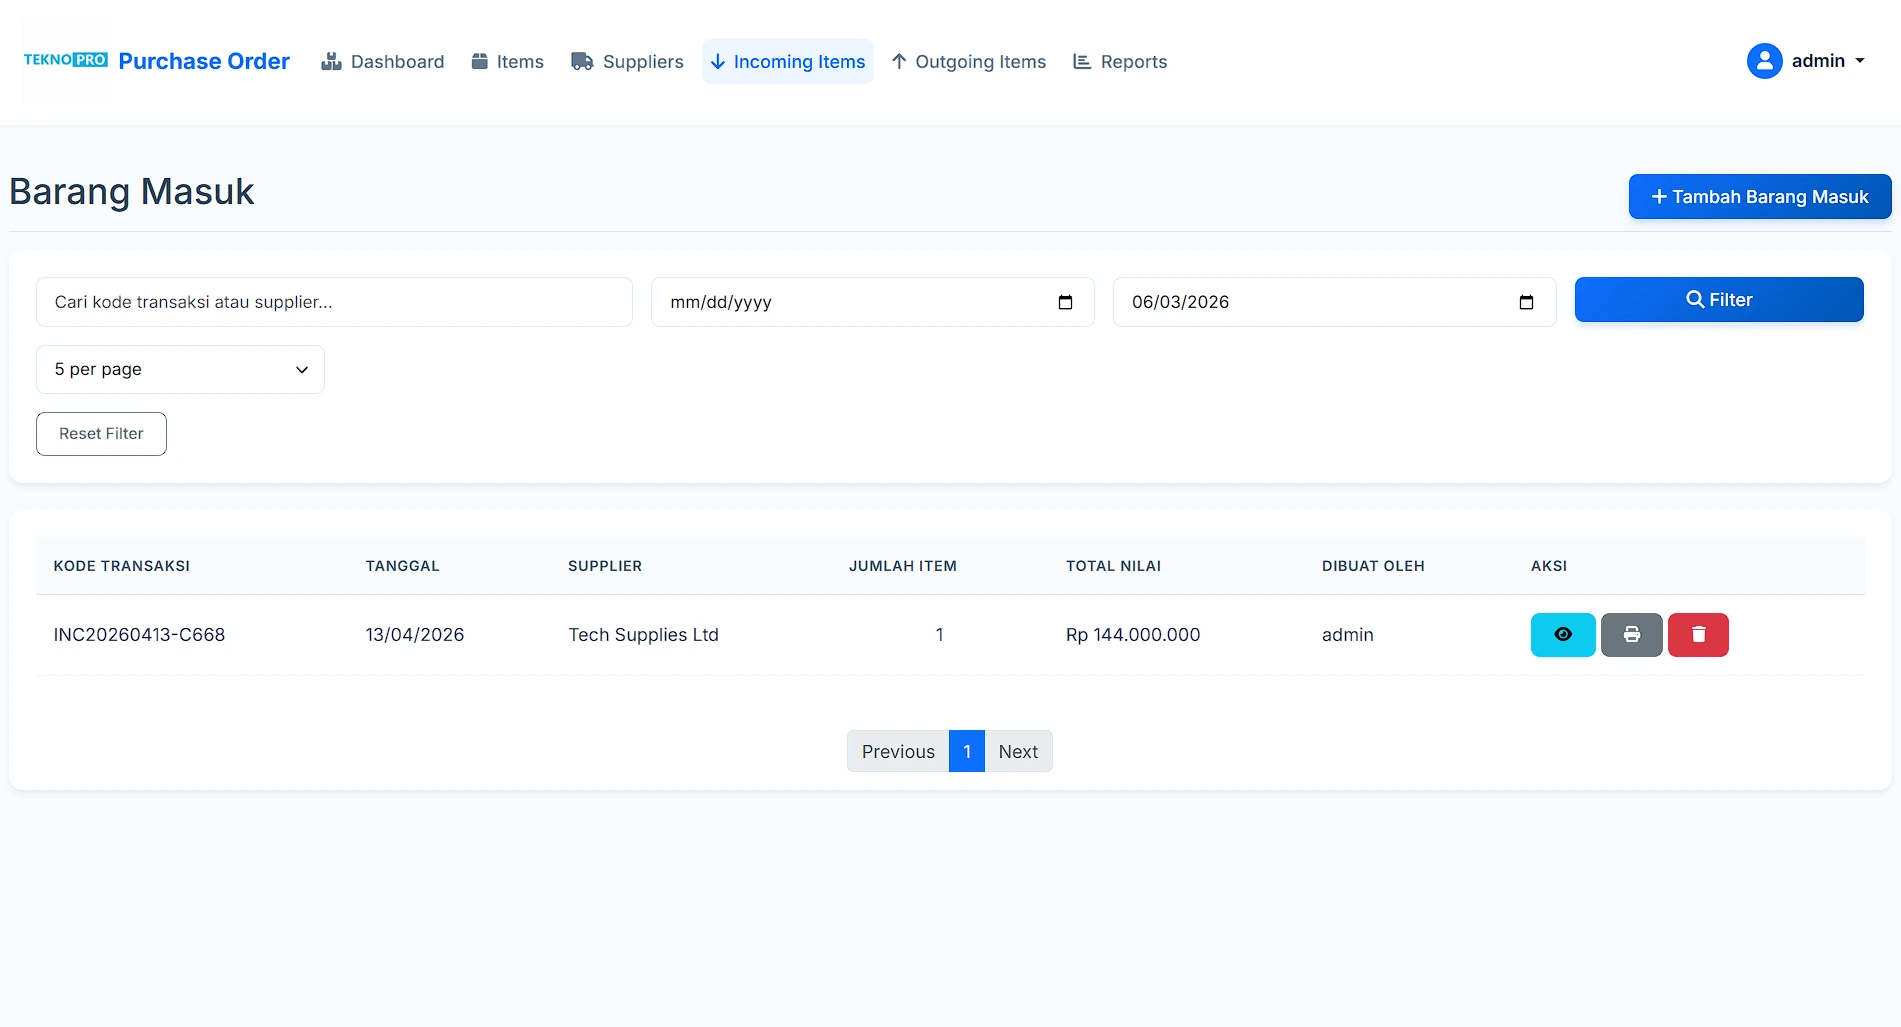 TEKNOPRO Purchase Order Dashboard Items Suppliers Incoming Items Outgoing Items Reports admin
Barang Masuk
Tambah Barang Masuk
Cari kode transaksi atau supplier... mm/dd/yyyy 06/03/2026 Filter
5 per page
Reset Filter
KODE TRANSAKSI TANGGAL SUPPLIER JUMLAH ITEM TOTAL NILAI DIBUAT OLEH AKSI
INC20260413-C668 13/04/2026 Tech Supplies Ltd 1 Rp 144.000.000 admin
Previous 1 Next